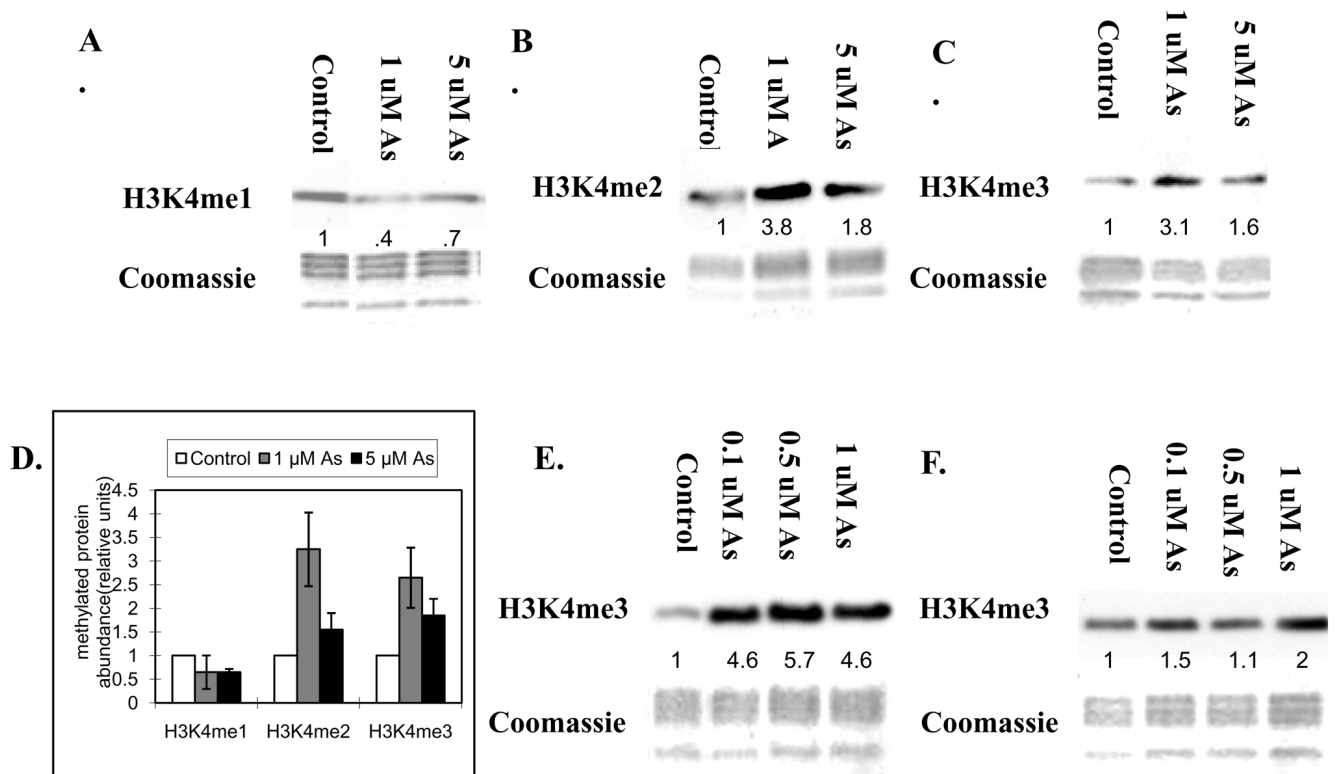 A
.
Control
1 uM As
5 uM As
H3K4me1
1 .4 .7
Coomassie
B
.
Control
1 uM A
5 uM As
H3K4me2
1 3.8 1.8
Coomassie
C
.
Control
1 uM As
5 uM As
H3K4me3
1 3.1 1.6
Coomassie
D.
Control 1 µM As 5 µM As
methylated protein
abundance(relative units)
4.5
4
3.5
3
2.5
2
1.5
1
0.5
0
H3K4me1 H3K4me2 H3K4me3
E.
Control
0.1 uM As
0.5 uM As
1 uM As
H3K4me3
1 4.6 5.7 4.6
Coomassie
F.
Control
0.1 uM As
0.5 uM As
1 uM As
H3K4me3
1 1.5 1.1 2
Coomassie